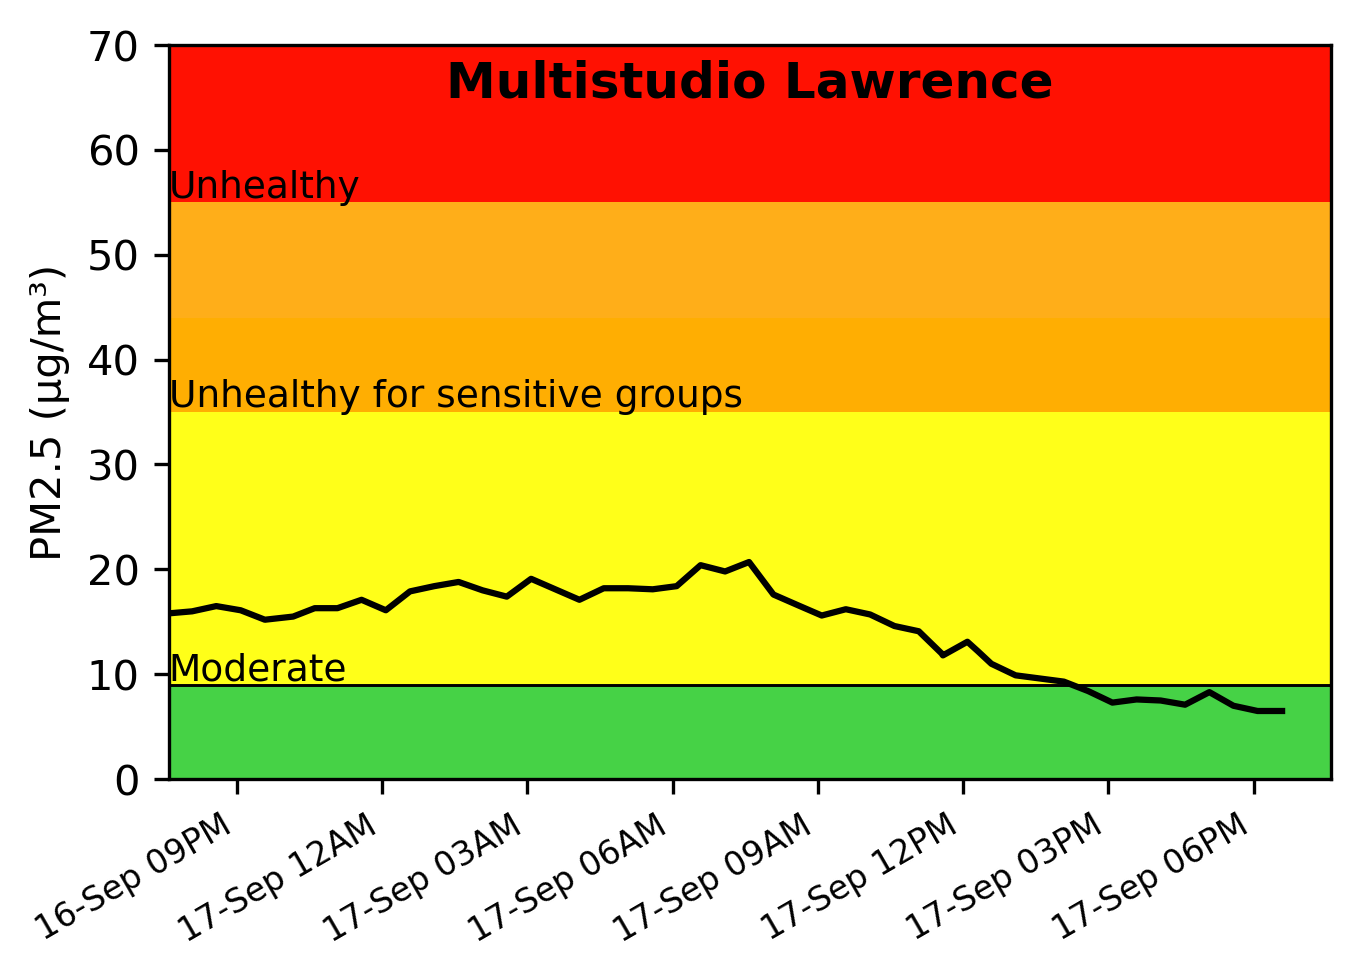 Multistudio Lawrence
70
60
50
40
30
20
10
0
PM2.5 (µg/m³)
Unhealthy
Unhealthy for sensitive groups
Moderate
16-Sep 09PM
17-Sep 12AM
17-Sep 03AM
17-Sep 06AM
17-Sep 09AM
17-Sep 12PM
17-Sep 03PM
17-Sep 06PM